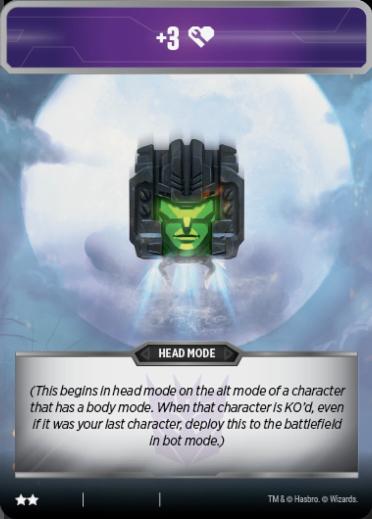 +3
HEAD MODE
(This begins in head mode on the alt mode of a character
that has a body mode. When that character is KO'd, even
if it was your last character, deploy this to the battlefield
in bot mode.)
TM & © Hasbro. © Wizards.